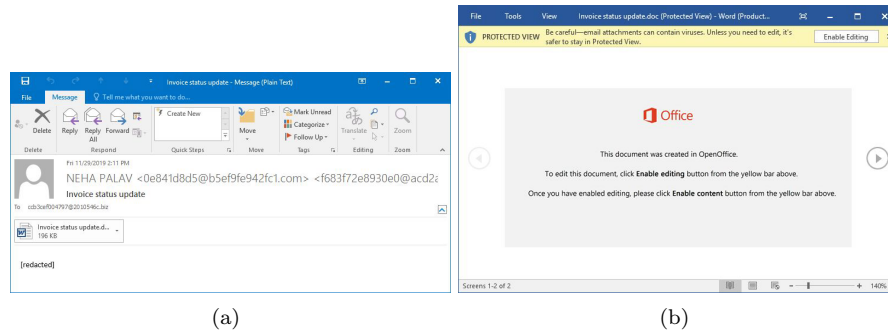 Invoice status update - Message (Plain Text)
File Message Tell me what you want to do...
Delete Reply Reply All Forward Create New Move Mark Unread Categorize Follow Up Translate Zoom
Delete Respond Quick Steps Move Tags Editing Zoom
Fri 11/29/2019 2:11 PM
NEHA PALAV <0e841d8d5@b5ef9fe942fc1.com> <f683f72e8930e0@acd2
Invoice status update
To ccb3cef004797@2010546c.biz
Invoice status update.d...
196 KB
[redacted]
(a)
File Tools View Invoice status update.doc (Protected View) - Word (Product...
PROTECTED VIEW Be careful—email attachments can contain viruses. Unless you need to edit, it's
safer to stay in Protected View.
Enable Editing
Office
This document was created in OpenOffice.
To edit this document, click Enable editing button from the yellow bar above.
Once you have enabled editing, please click Enable content button from the yellow bar above.
Screens 1-2 of 2 140%
(b)